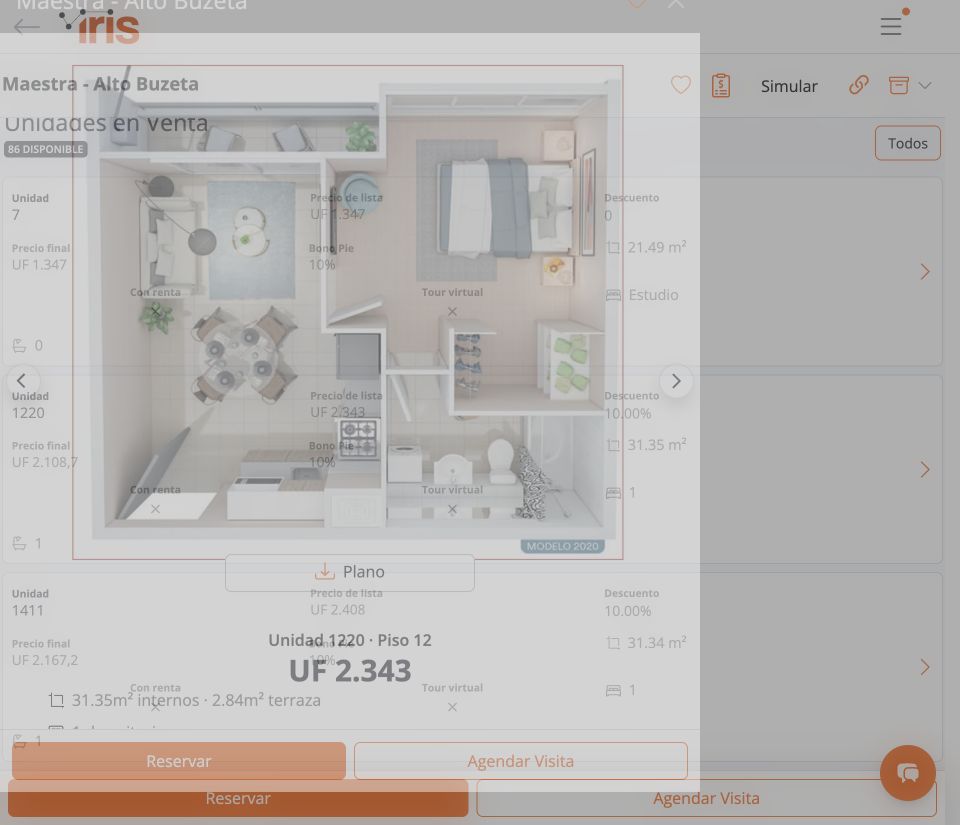 Maestra - Alto Buzeta
iris
Maestra - Alto Buzeta
Simular
Unidades en Venta
86 DISPONIBLE
Todos
Unidad
7
Precio de lista
UF 1.347
Descuento
0
Precio final
UF 1.347
Bono Pie
10%
21.49 m²
Con renta
Tour virtual
Estudio
0
Unidad
1220
Precio de lista
UF 2.343
Descuento
10.00%
Precio final
UF 2.108,7
Bono Pie
10%
31.35 m²
Con renta
Tour virtual
1
1
MODELO 2020
Plano
Unidad
1411
Precio de lista
UF 2.408
Descuento
10.00%
Unidad 1220 · Piso 12
Precio final
UF 2.167,2
Bono Pie
10%
31.34 m²
UF 2.343
Con renta
Tour virtual
1
31.35m² internos · 2.84m² terraza
1
Reservar
Agendar Visita
Reservar
Agendar Visita